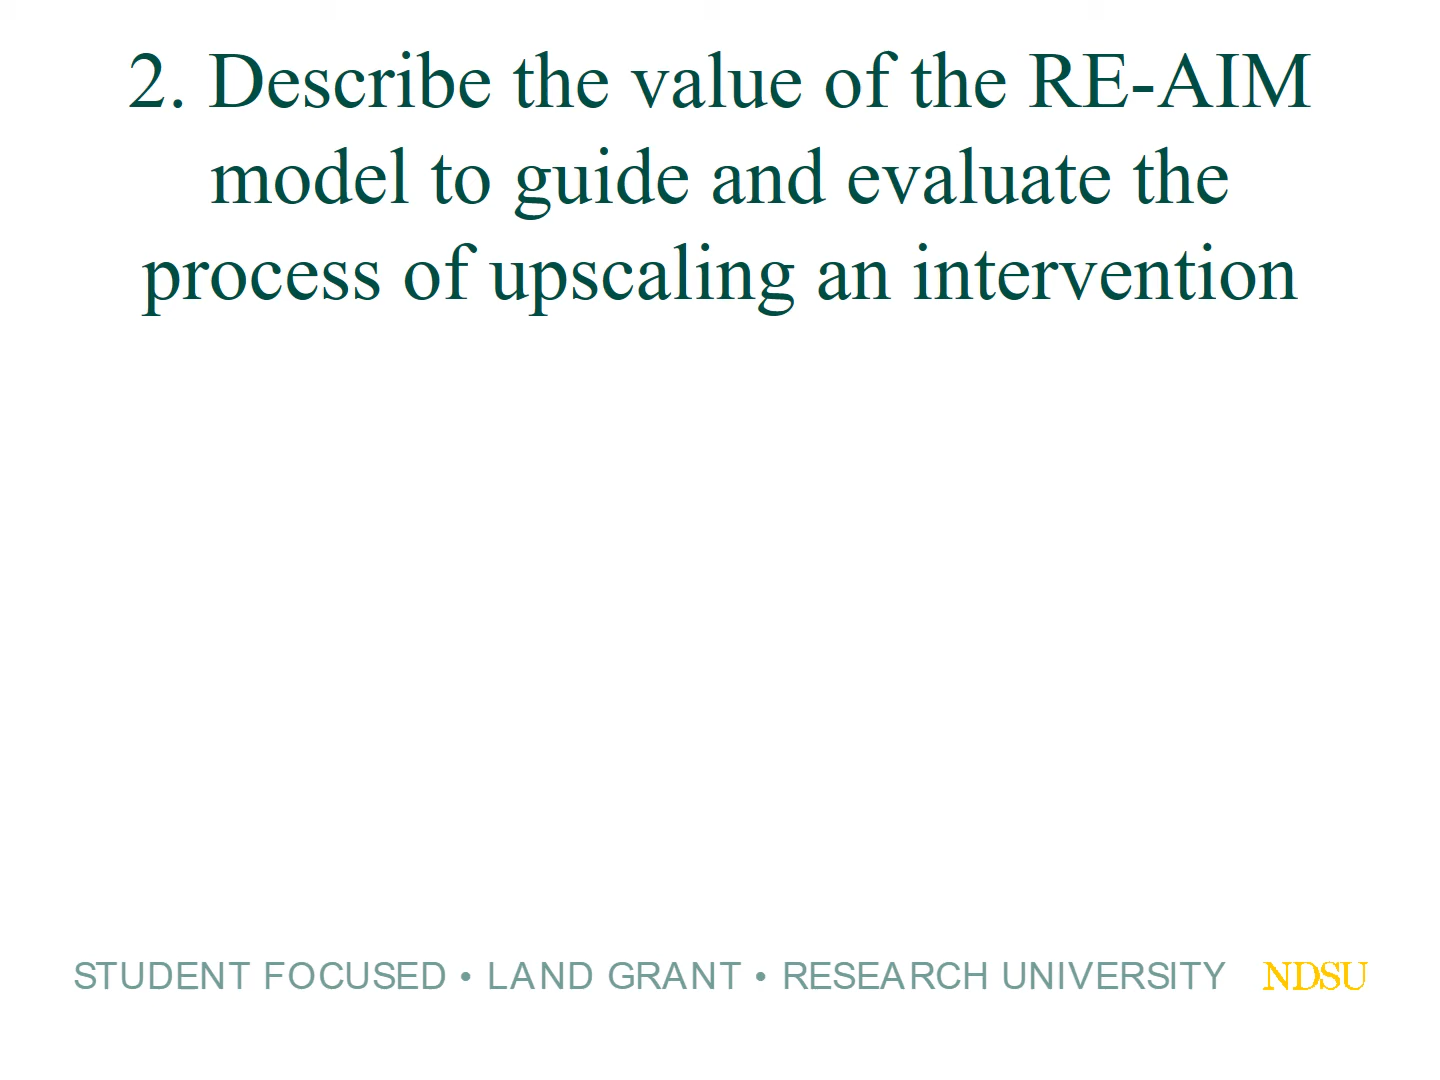 2. Describe the value of the RE-AIM
model to guide and evaluate the
process of upscaling an intervention
STUDENT FOCUSED • LAND GRANT • RESEARCH UNIVERSITY NDSU